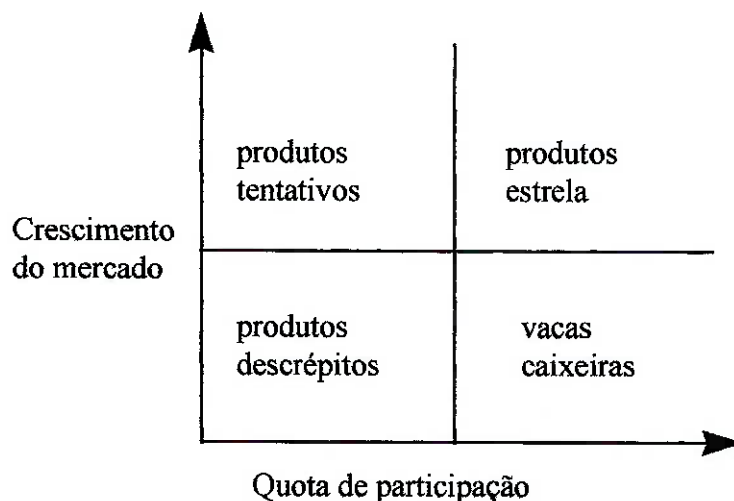 produtos
tentativos
produtos
estrela
Crescimento
do mercado
produtos
descrépitos
vacas
caixeiras
Quota de participação